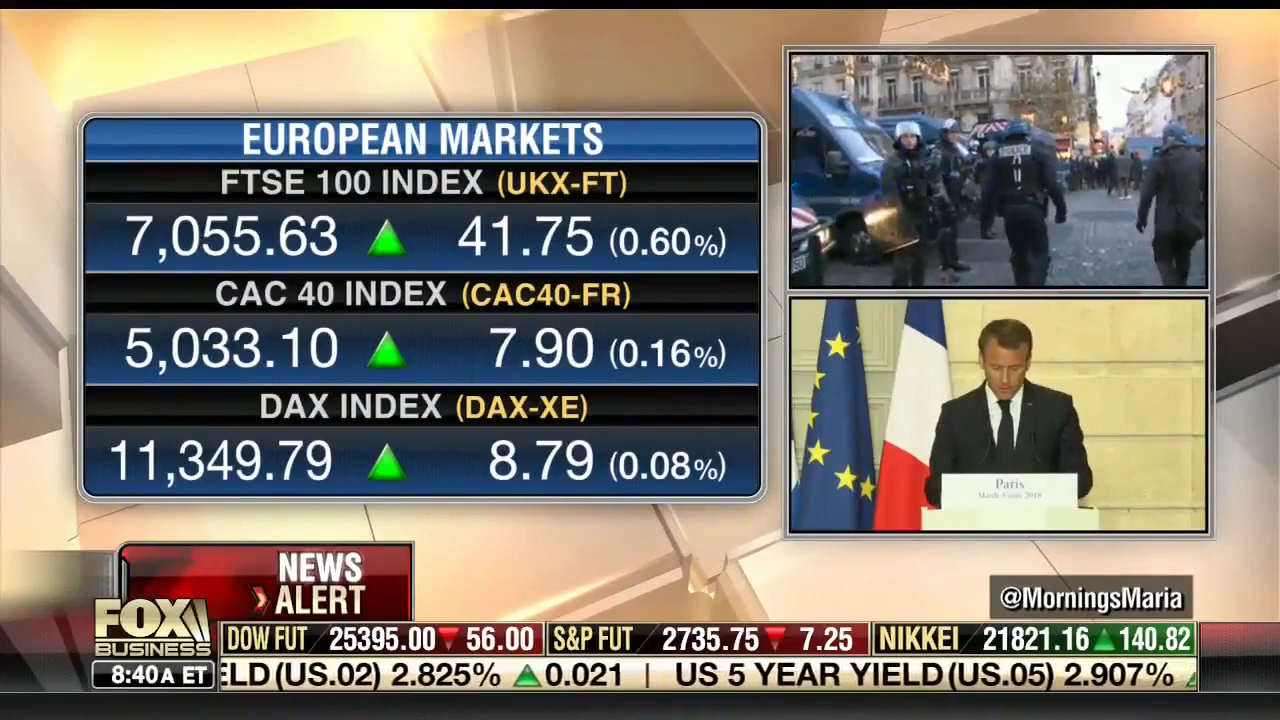 EUROPEAN MARKETS
FTSE 100 INDEX (UKX-FT)
7,055.63 ▲ 41.75 (0.60%)
CAC 40 INDEX (CAC40-FR)
5,033.10 ▲ 7.90 (0.16%)
DAX INDEX (DAX-XE)
11,349.79 ▲ 8.79 (0.08%)
POLICE
Paris
2018
NEWS
ALERT
@MorningsMaria
FOX
BUSINESS
DOW FUT 25395.00 ▼ 56.00 S&P FUT 2735.75 ▼ 7.25 NIKKEI 21821.16 ▲ 140.82
8:40A ET
ELD (US.02) 2.825% ▲ 0.021 | US 5 YEAR YIELD (US.05) 2.907%